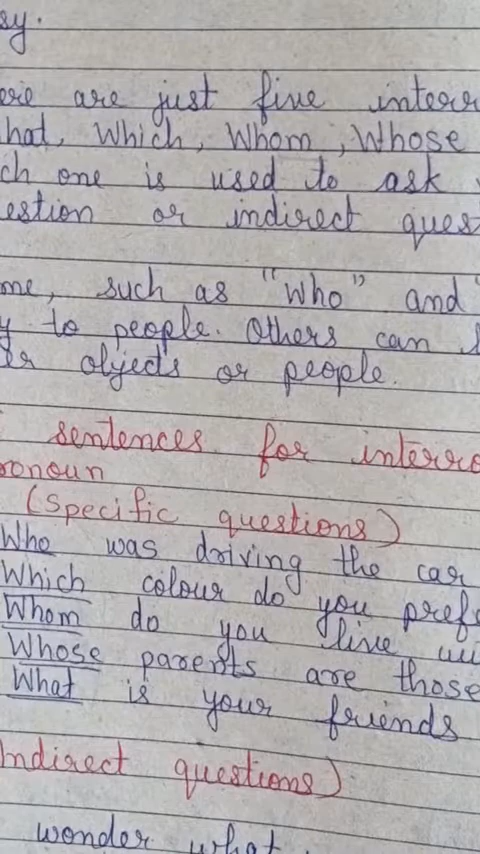 sy.
ere are just five interr
hat, Which, Whom, Whose
ch one is used to ask
estion or indirect ques
me, such as "Who" and "
y to people. Others can
er objects or people.
sentences for interro
ronoun
(Specific questions)
Who was driving the car
Which colour do you prefe
Whom do you live wi
Whose parents are those
What is your friends
Indirect questions)
wonder what